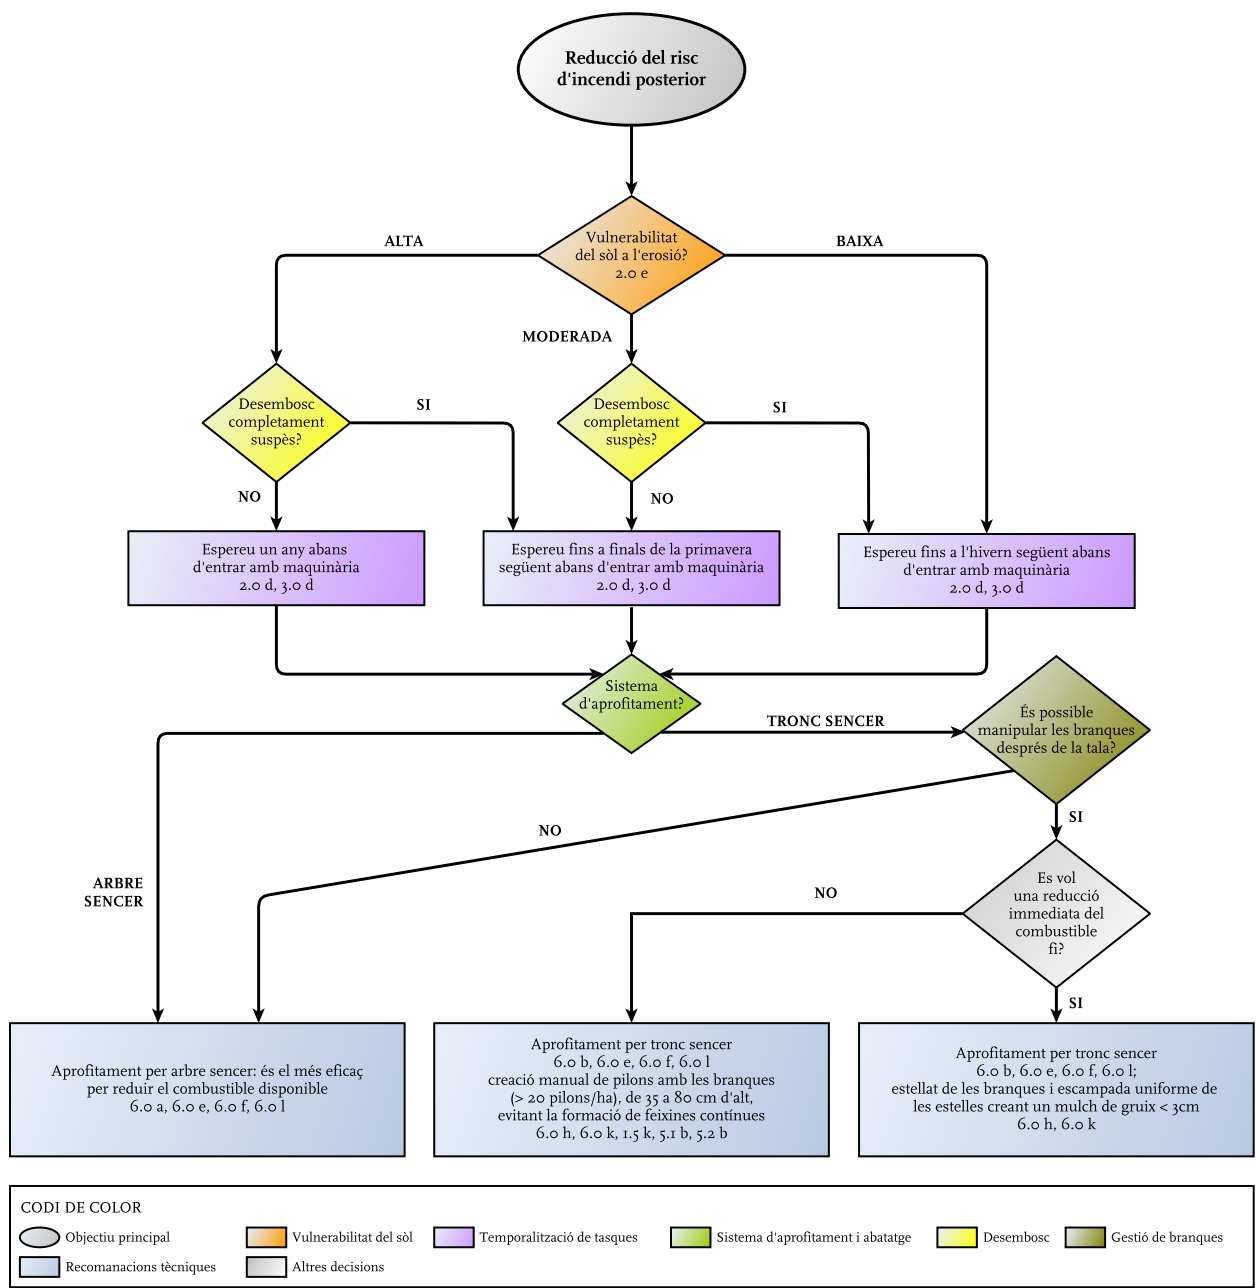 Reducció del risc
d'incendi posterior
Vulnerabilitat
del sòl a l'erosió?
2.0 e
ALTA
BAIXA
MODERADA
Desembosc
completament
suspès?
SI
Desembosc
completament
suspès?
SI
NO
NO
Espereu un any abans
d'entrar amb maquinària
2.0 d, 3.0 d
Espereu fins a finals de la primavera
següent abans d'entrar amb maquinària
2.0 d, 3.0 d
Espereu fins a l'hivern següent abans
d'entrar amb maquinària
2.0 d, 3.0 d
Sistema
d'aprofitament?
TRONC SENCER
És possible
manipular les branques
després de la tala?
NO
SI
ARBRE
SENCER
NO
Es vol
una reducció
immediata del
combustible
fi?
SI
Aprofitament per arbre sencer: és el més eficaç
per reduir el combustible disponible
6.0 a, 6.0 e, 6.0 f, 6.0 l
Aprofitament per tronc sencer
6.0 b, 6.0 e, 6.0 f, 6.0 l
creació manual de pilons amb les branques
(> 20 pilons/ha), de 35 a 80 cm d'alt,
evitant la formació de feixines contínues
6.0 h, 6.0 k, 1.5 k, 5.1 b, 5.2 b
Aprofitament per tronc sencer
6.0 b, 6.0 e, 6.0 f, 6.0 l;
estellat de les branques i escampada uniforme de
les estelles creant un mulch de gruix < 3cm
6.0 h, 6.0 k
CODI DE COLOR
Objectiu principal
Vulnerabilitat del sòl
Temporalització de tasques
Sistema d'aprofitament i abatatge
Desembosc
Gestió de branques
Recomanacions tècniques
Altres decisions